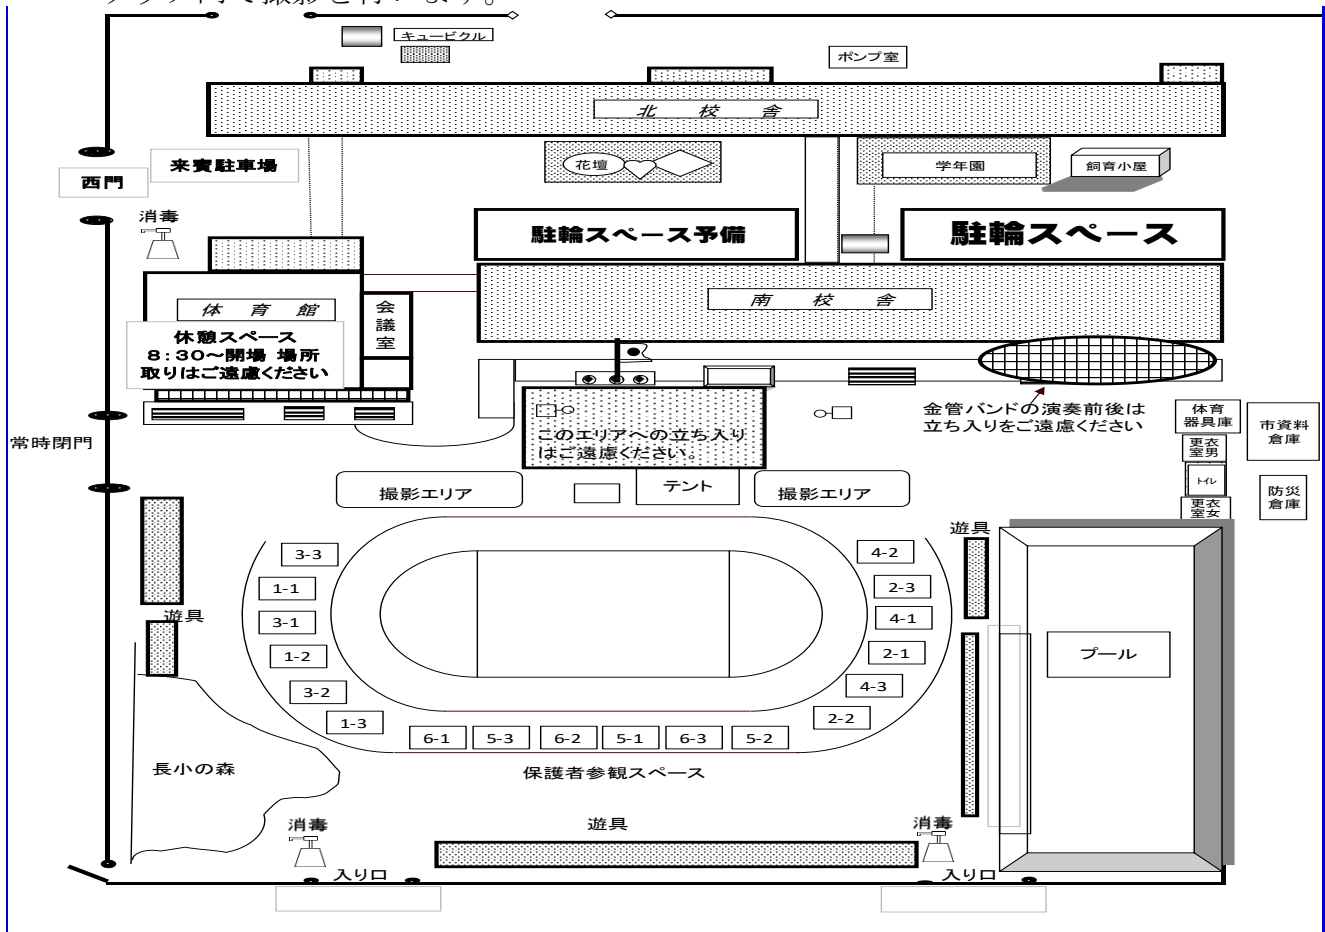 で撮影を行います。
キュービクル
ポンプ室
北校舎
来賓駐車場
西門
花壇
学年園
飼育小屋
消毒
駐輪スペース予備
駐輪スペース
体育館
会議室
南校舎
休憩スペース
8:30~開場 場所
取りはご遠慮ください
金管バンドの演奏前後は
立ち入りをご遠慮ください
体育
器具庫
市資料
倉庫
常時閉門
このエリアへの立ち入り
はご遠慮ください。
更衣
室男
トイレ
更衣
室女
防災
倉庫
撮影エリア
テント
撮影エリア
遊具
3-3
4-2
1-1
2-3
遊具
3-1
4-1
1-2
2-1
プール
3-2
4-3
1-3
2-2
6-1
5-3
6-2
5-1
6-3
5-2
長小の森
保護者参観スペース
消毒
遊具
消毒
入り口
入り口